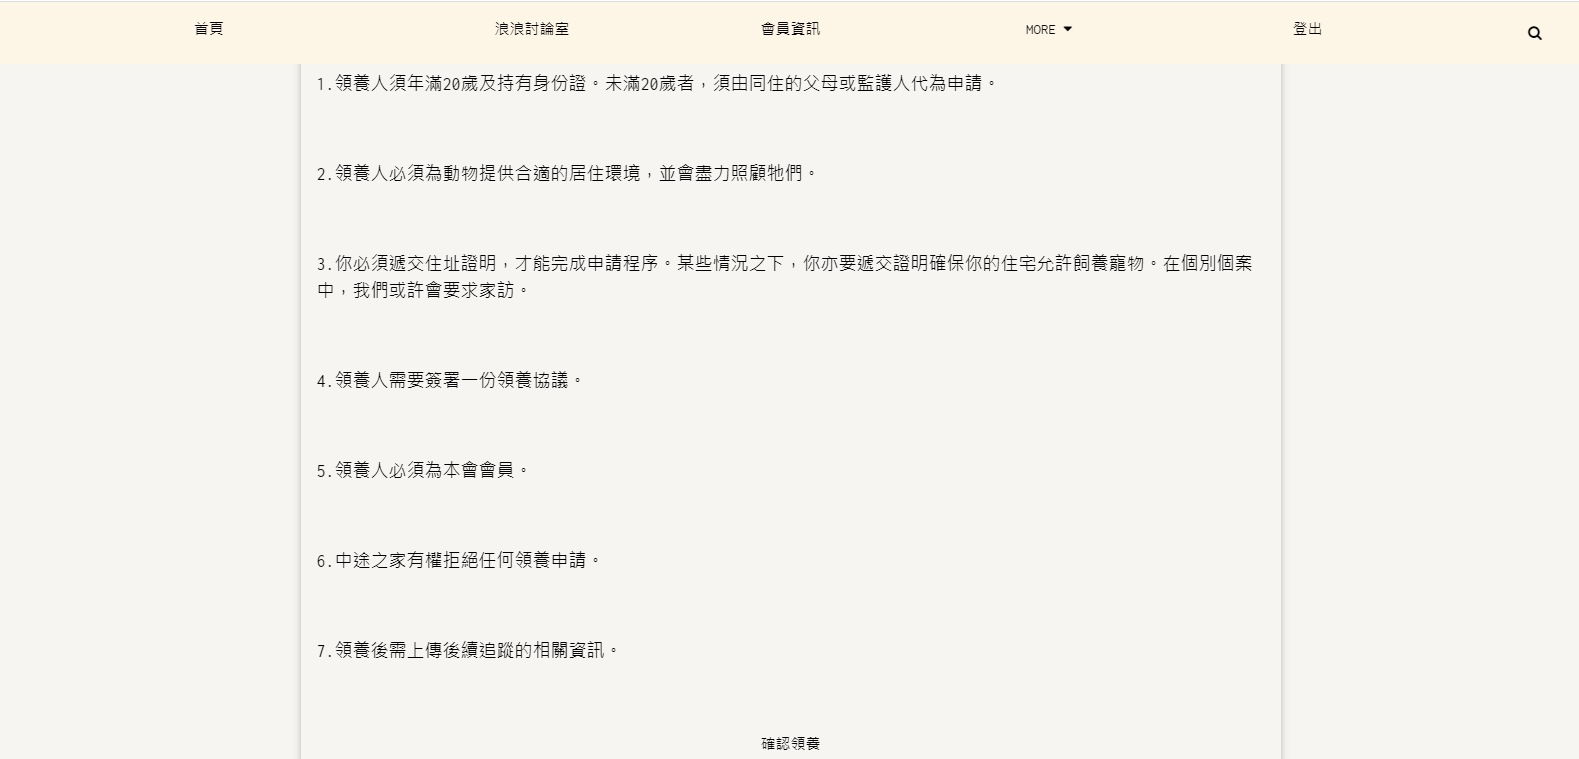 首頁 浪浪討論室 會員資訊 MORE 登出
1.領養人須年滿20歲及持有身份證。未滿20歲者，須由同住的父母或監護人代為申請。
2.領養人必須為動物提供合適的居住環境，並會盡力照顧牠們。
3.你必須遞交住址證明，才能完成申請程序。某些情況之下，你亦要遞交證明確保你的住宅允許飼養寵物。在個別個案
中，我們或許會要求家訪。
4.領養人需要簽署一份領養協議。
5.領養人必須為本會會員。
6.中途之家有權拒絕任何領養申請。
7.領養後需上傳後續追蹤的相關資訊。
確認領養